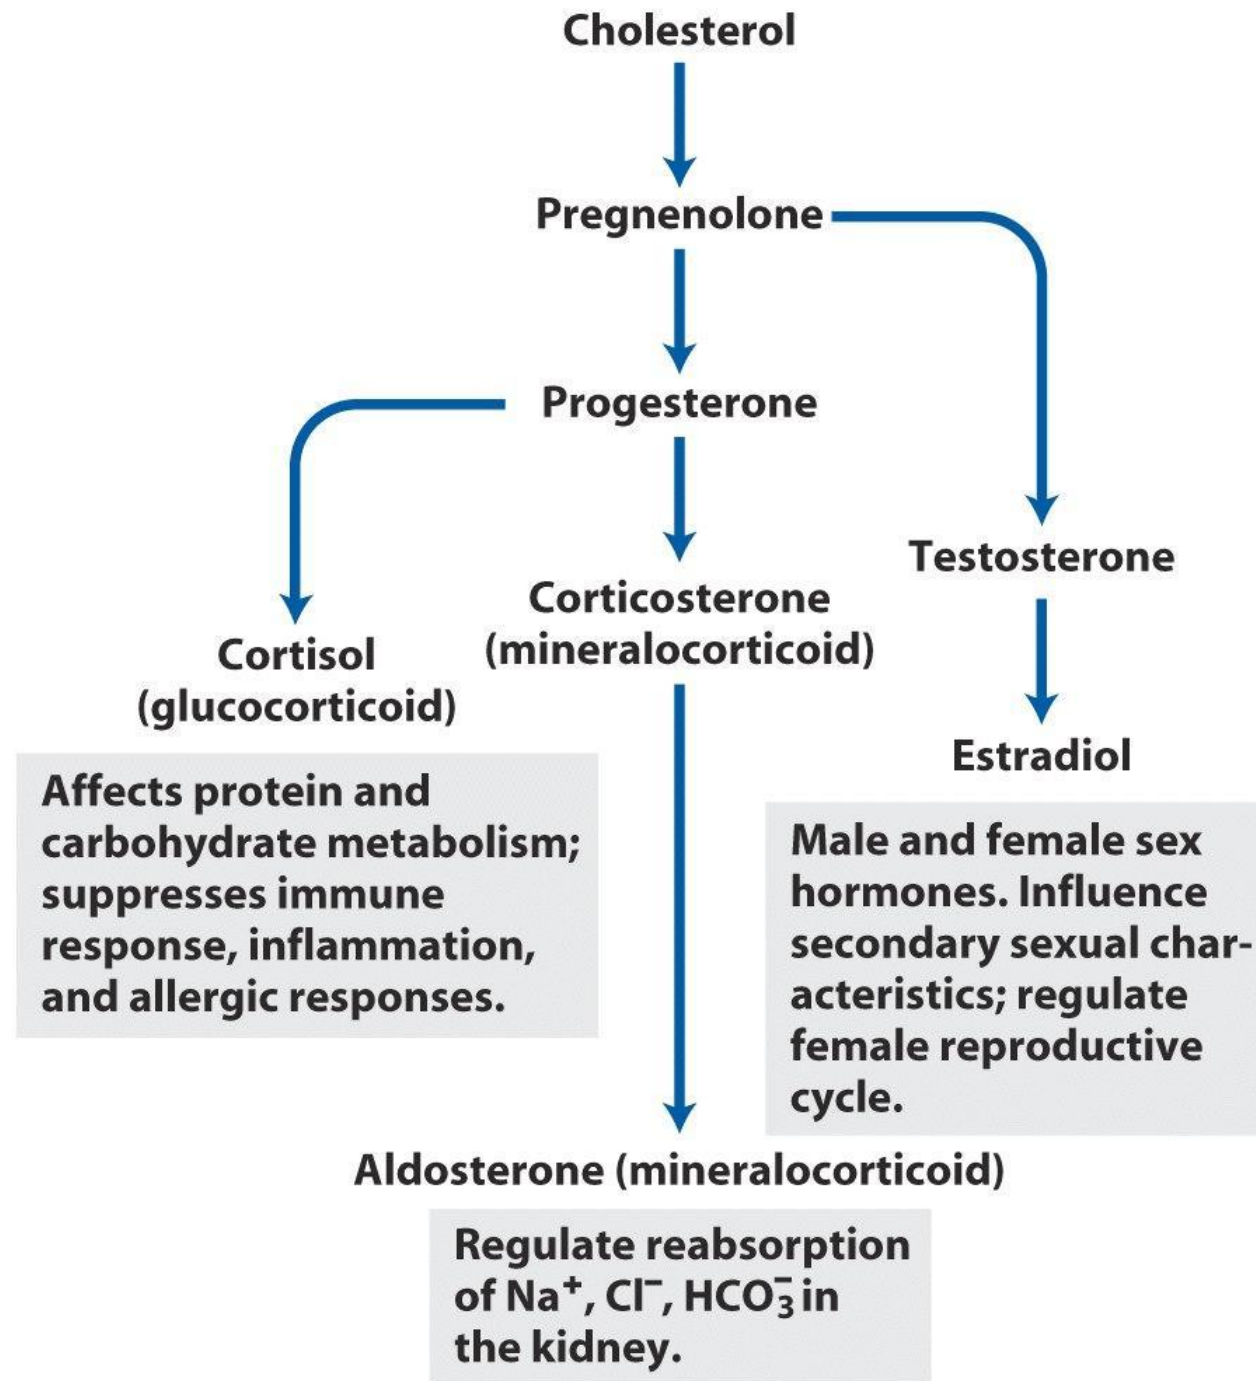 Cholesterol
Pregnenolone
Progesterone
Testosterone
Corticosterone
(mineralocorticoid)
Cortisol
(glucocorticoid)
Estradiol
Affects protein and
carbohydrate metabolism;
suppresses immune
response, inflammation,
and allergic responses.
Male and female sex
hormones. Influence
secondary sexual char-
acteristics; regulate
female reproductive
cycle.
Aldosterone (mineralocorticoid)
Regulate reabsorption
of Na⁺, Cl⁻, HCO₃⁻ in
the kidney.